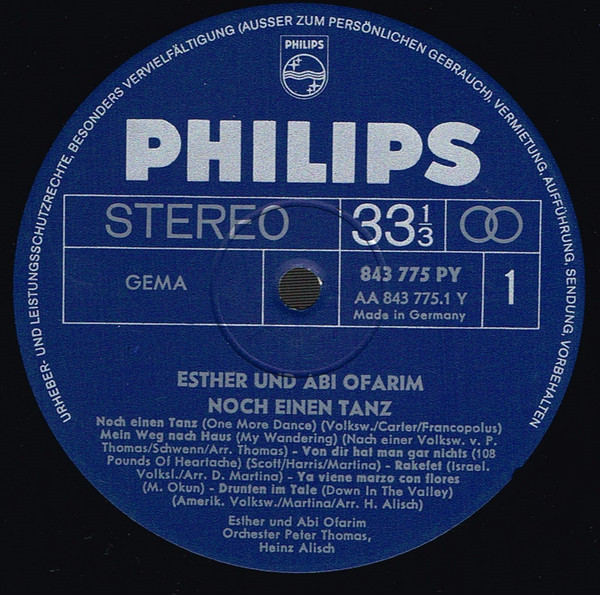 URHEBER- UND LEISTUNGSSCHUTZRECHTE, BESONDERS VERVIELFÄLTIGUNG (AUSSER ZUM PERSÖNLICHEN GEBRAUCH), VERMIETUNG, AUFFÜHRUNG, SENDUNG, VORBEHALTEN
PHILIPS
PHILIPS
STEREO 33 1/3
GEMA 843 775 PY 1
AA 843 775.1 Y
Made in Germany
ESTHER UND ABI OFARIM
NOCH EINEN TANZ
Noch einen Tanz (One More Dance) (Volksw./Carter/Francopolus)
Mein Weg nach Haus (My Wandering) (Nach einer Volksw. v. P.
Thomas/Schwenn/Arr. Thomas) - Von dir hat man gar nichts (108
Pounds Of Heartache) (Scott/Harris/Martina) - Rakefet (Israel.
Volksl./Arr. D. Martina) - Ya viene marzo con flores
(M. Okun) - Drunten im Tale (Down In The Valley)
(Amerik. Volksw./Martina/Arr. H. Alisch)
Esther und Abi Ofarim
Orchester Peter Thomas,
Heinz Alisch